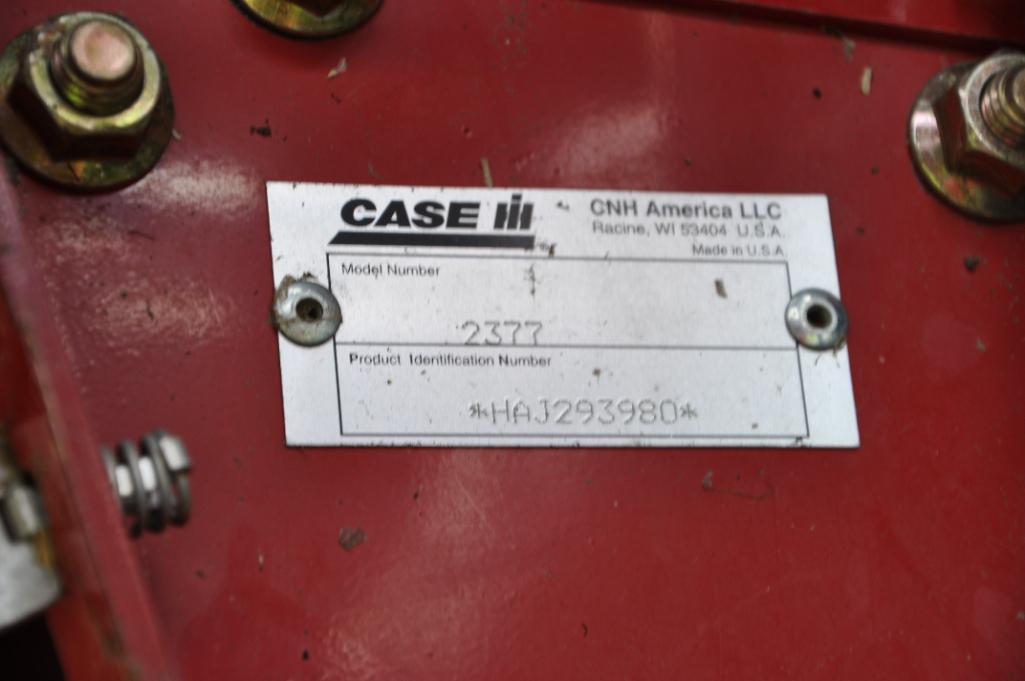 CASE IH
CNH America LLC
Racine, WI 53404 U.S.A.
Made in U.S.A.
Model Number
2377
Product Identification Number
*HAJ293980*